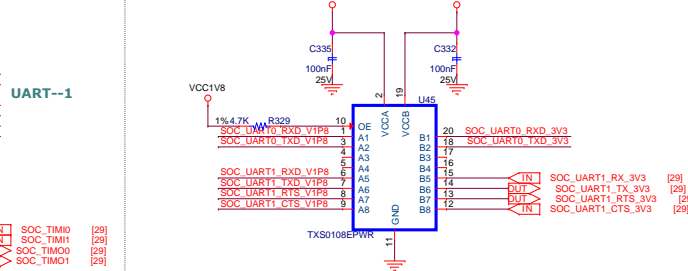 C335
C332
100nF
25V
100nF
25V
UART--1
VCC1V8
2
19
U45
1% 4.7K R329
10
OE
VCCA
VCCB
SOC_UART0_RXD_V1P8 1 A1 B1 20 SOC_UART0_RXD_3V3
SOC_UART0_TXD_V1P8 3 A2 B2 18 SOC_UART0_TXD_3V3
4 A3 B3 17
5 A4 B4 16
SOC_UART1_RXD_V1P8 6 A5 B5 15 IN SOC_UART1_RX_3V3 [29]
SOC_UART1_TXD_V1P8 7 A6 B6 14 OUT SOC_UART1_TX_3V3 [29]
SOC_UART1_RTS_V1P8 8 A7 B7 13 OUT SOC_UART1_RTS_3V3 [29
SOC_UART1_CTS_V1P8 9 A8 B8 12 IN SOC_UART1_CTS_3V3 [29]
GND
TXS0108EPWR
11
SOC_TIMI0 [29]
SOC_TIMI1 [29]
SOC_TIMO0 [29]
SOC_TIMO1 [29]